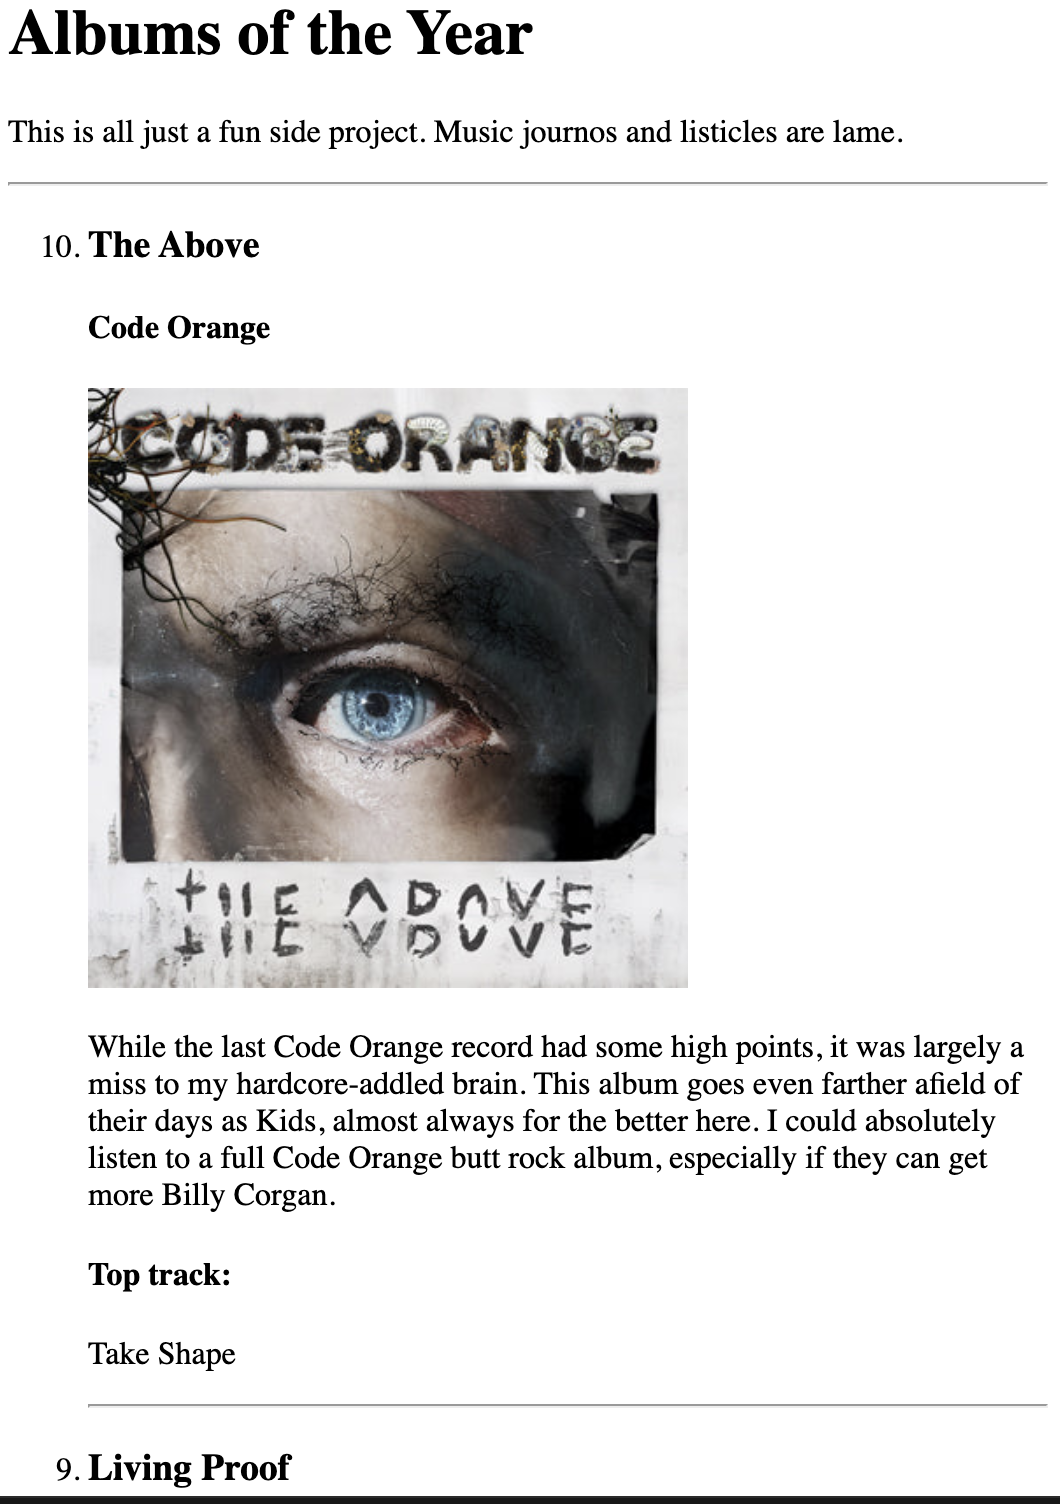 Albums of the Year
This is all just a fun side project. Music journos and listicles are lame.
10. The Above
Code Orange
CODE ORANGE
THE ABOVE
While the last Code Orange record had some high points, it was largely a
miss to my hardcore-addled brain. This album goes even farther afield of
their days as Kids, almost always for the better here. I could absolutely
listen to a full Code Orange butt rock album, especially if they can get
more Billy Corgan.
Top track:
Take Shape
9. Living Proof